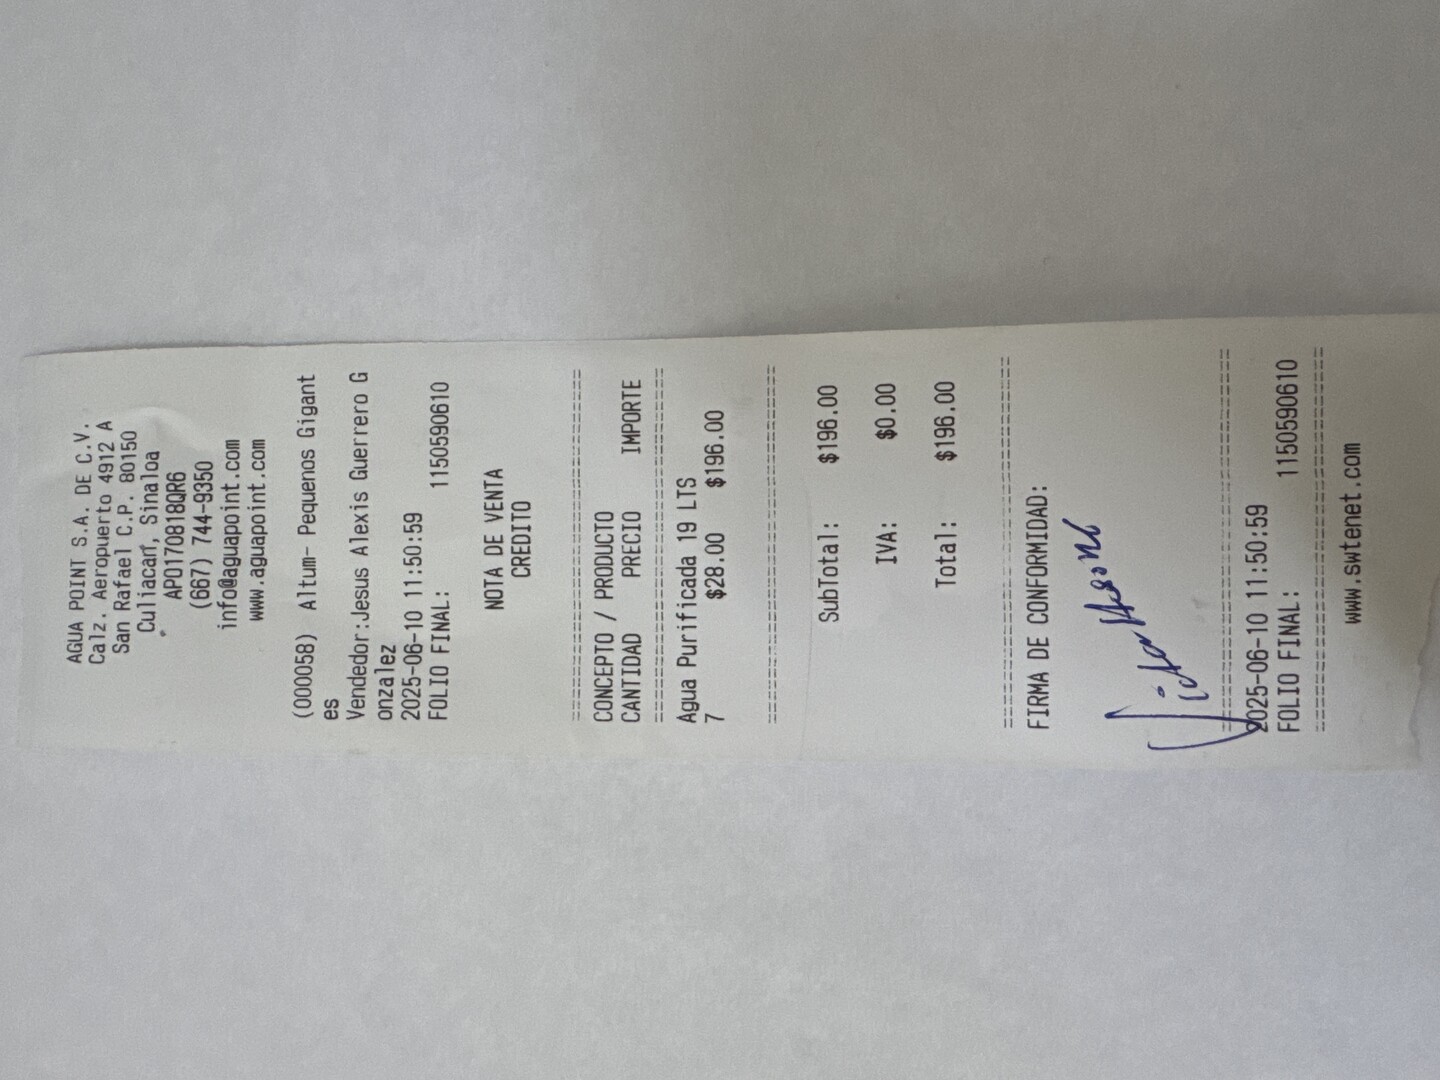 AGUA POINT S.A. DE C.V.
Calz. Aeropuerto 4912 A
San Rafael C.P. 80150
Culiacarf, Sinaloa
APO170818QR6
(667) 744-9350
info@aguapoint.com
www.aguapoint.com
(000058) Altum- Pequenos Gigant
es
Vendedor:Jesus Alexis Guerrero G
onzalez
2025-06-10 11:50:59
FOLIO FINAL: 1150590610
NOTA DE VENTA
CREDITO
================================
CONCEPTO / PRODUCTO
CANTIDAD PRECIO IMPORTE
================================
Agua Purificada 19 LTS
7 $28.00 $196.00
================================
SubTotal: $196.00
IVA: $0.00
Total: $196.00
================================
FIRMA DE CONFORMIDAD:
================================
2025-06-10 11:50:59
FOLIO FINAL: 1150590610
================================
www.swtenet.com